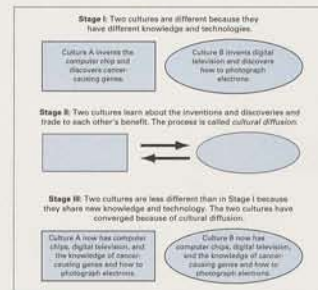 Stage I: Two cultures are different because they
have different knowledge and technologies.
Culture A invents the
computer chip and
discovers cancer-
causing genes.
Culture B invents digital
television and discovers
how to photograph
electrons.
Stage II: Two cultures learn about the inventions and discoveries and
trade to each other's benefit. The process is called cultural diffusion.
Stage III: Two cultures are less different than in Stage I because
they share new knowledge and technology. The two cultures have
converged because of cultural diffusion.
Culture A now has computer
chips, digital television, and
the knowledge of cancer-
causing genes and how to
photograph electrons.
Culture B now has
computer chips, digital television,
and the knowledge of cancer-
causing genes and how to
photograph electrons.